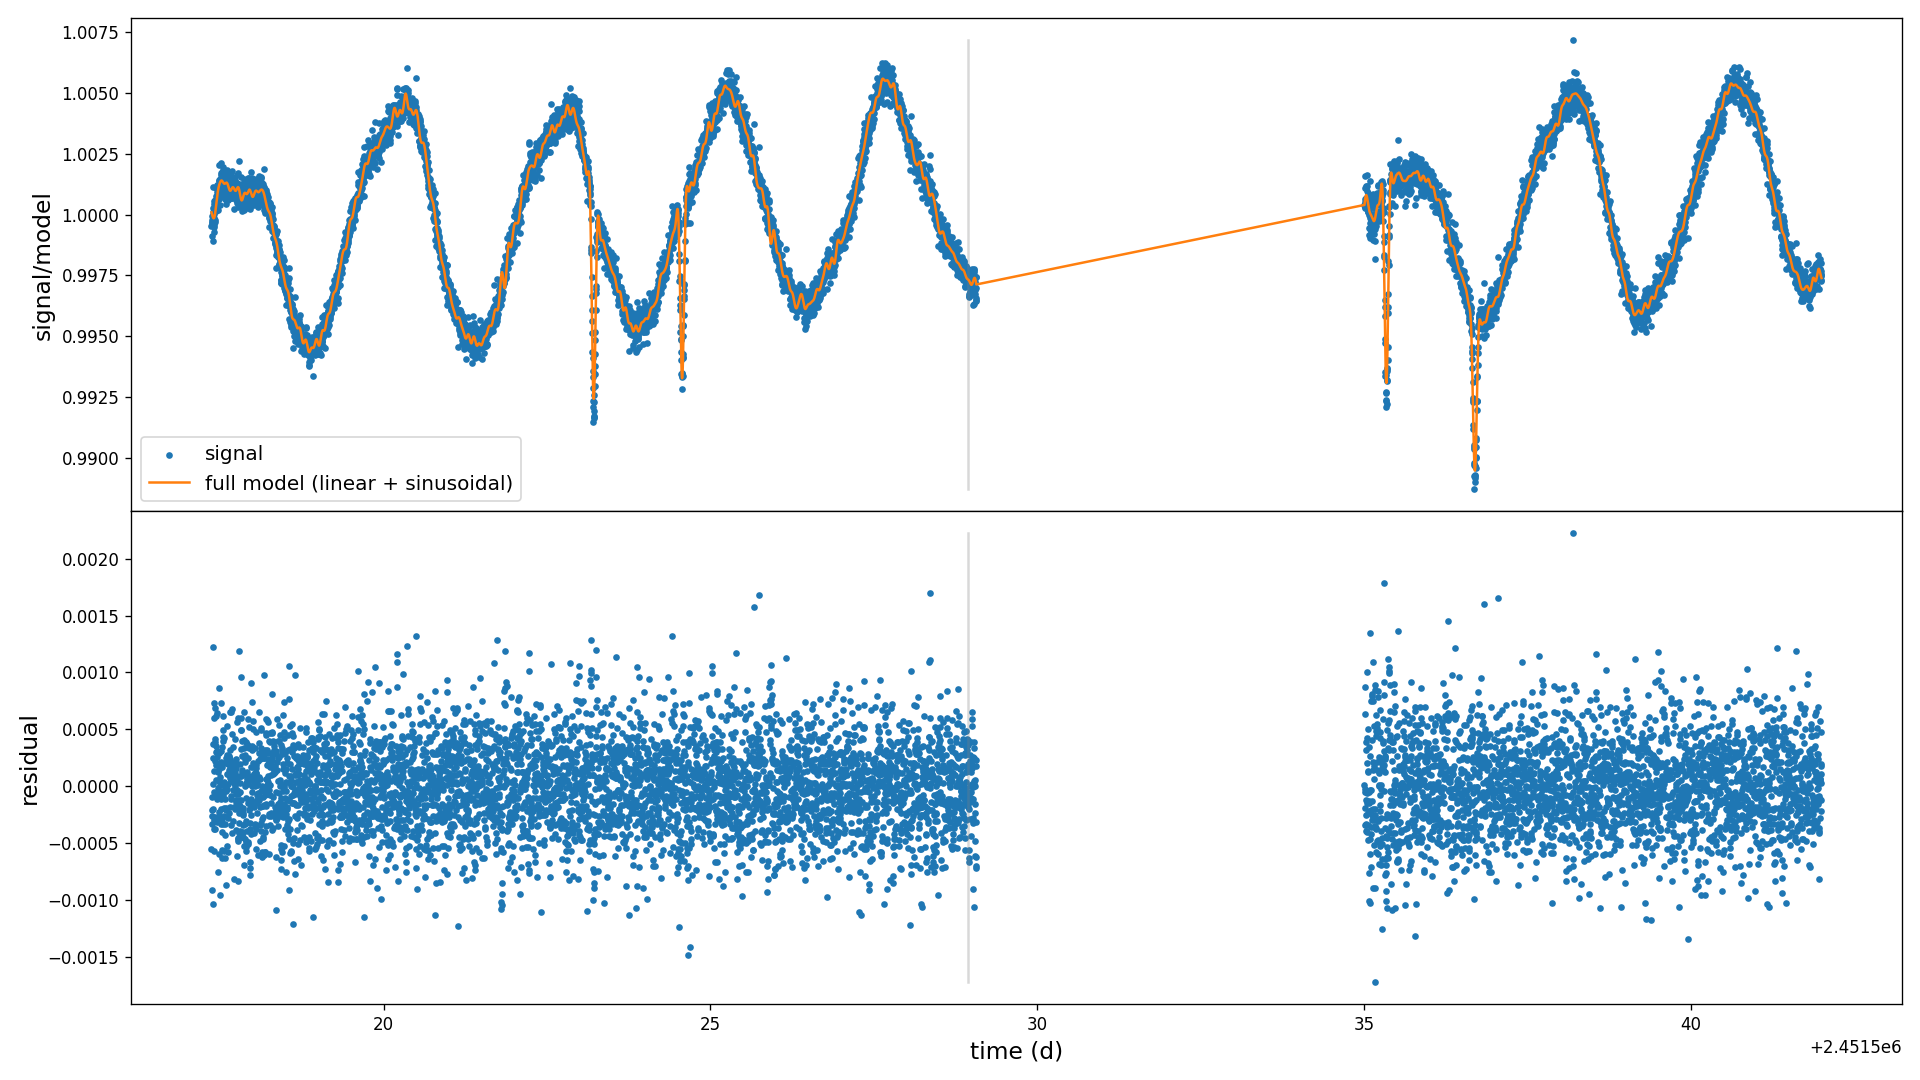 1.0075
1.0050
1.0025
1.0000
0.9975
0.9950
0.9925
0.9900
signal/model
signal
full model (linear + sinusoidal)
0.0020
0.0015
0.0010
0.0005
0.0000
−0.0005
−0.0010
−0.0015
residual
20 25 30 35 40
time (d)
+2.4515e6